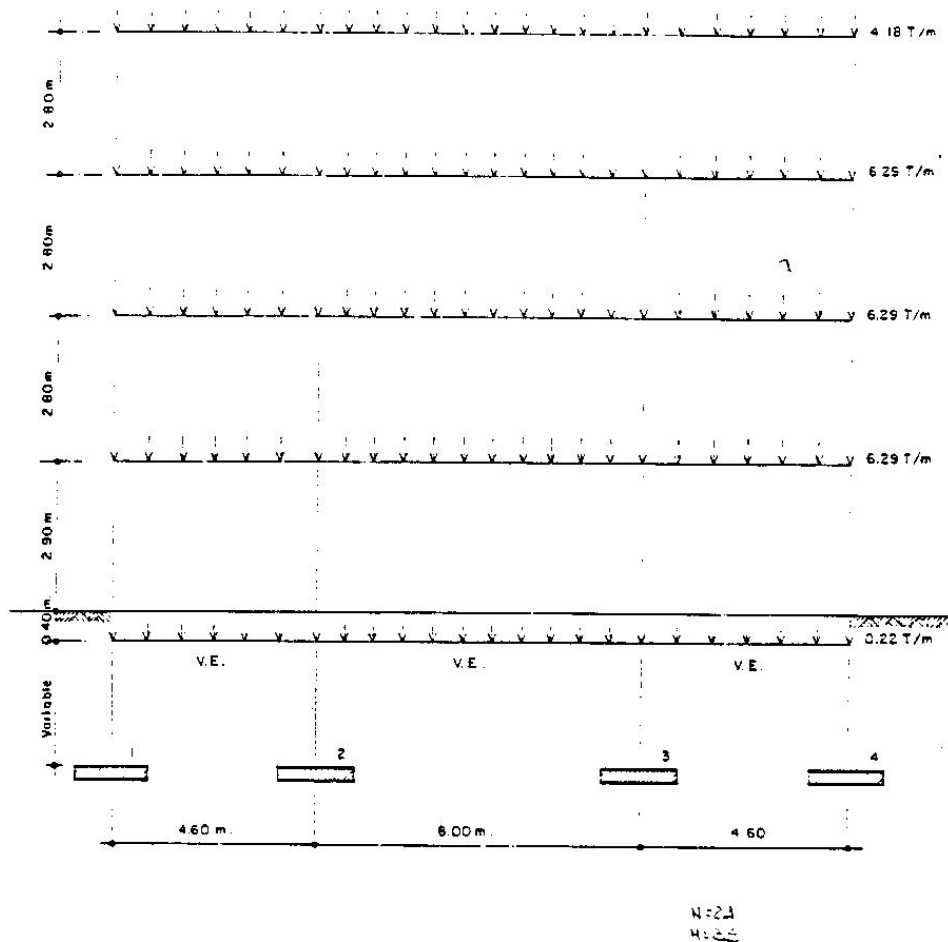 4.18 T/m
2.80m
6.29 T/m
2.80m
6.29 T/m
2.80m
6.29 T/m
2.90m
0.40m
0.22 T/m
V.E.
V.E.
V.E.
Variable
1
2
3
4
4.60 m.
6.00 m.
4.60